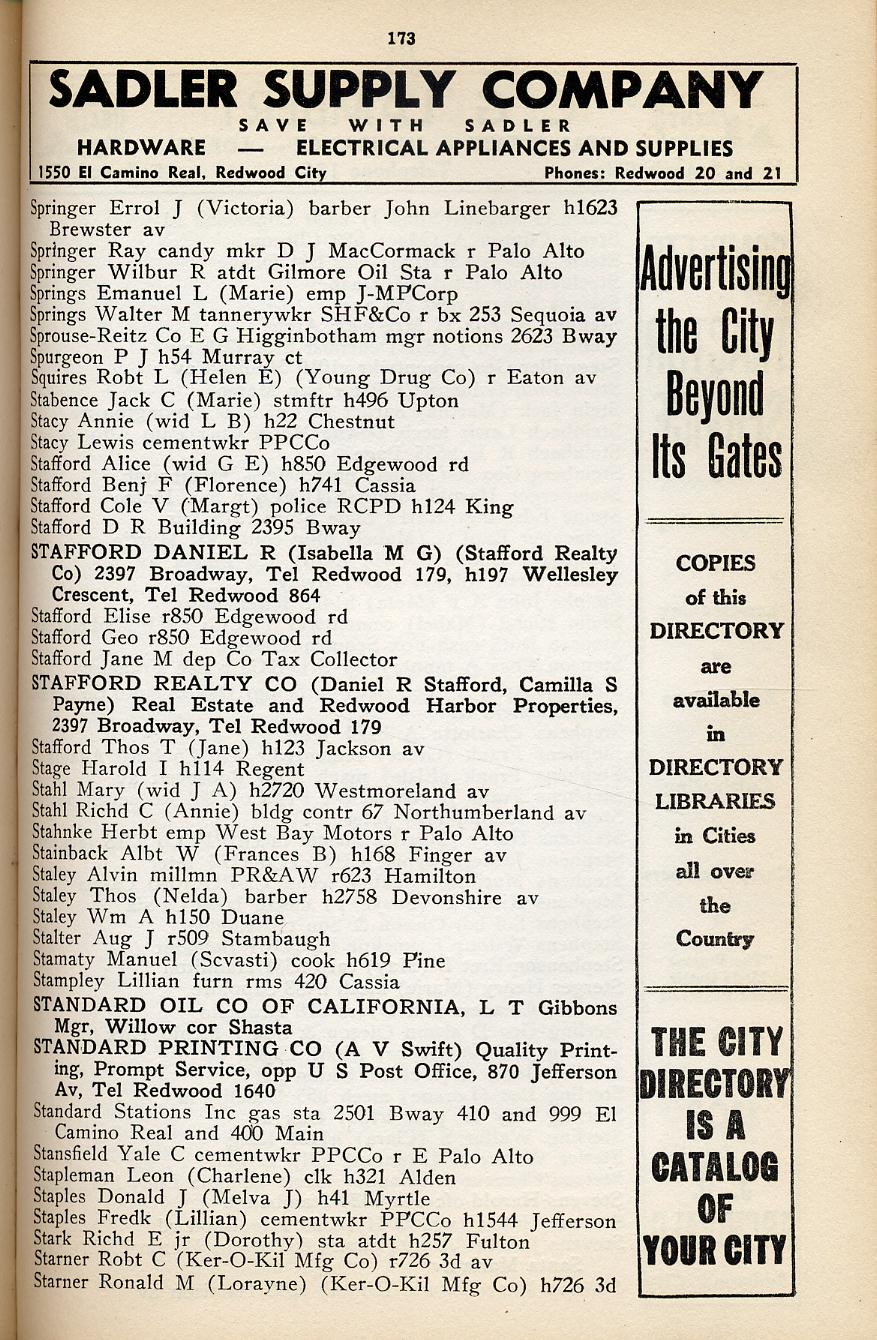 173
SADLER SUPPLY COMPANY
SAVE WITH SADLER
HARDWARE — ELECTRICAL APPLIANCES AND SUPPLIES
1550 El Camino Real, Redwood City Phones: Redwood 20 and 21
Springer Errol J (Victoria) barber John Linebarger h1623
Brewster av
Springer Ray candy mkr D J MacCormack r Palo Alto
Springer Wilbur R atdt Gilmore Oil Sta r Palo Alto
Springs Emanuel L (Marie) emp J-MPCorp
Springs Walter M tannerywkr SHF&Co r bx 253 Sequoia av
Sprouse-Reitz Co E G Higginbotham mgr notions 2623 Bway
Spurgeon P J h54 Murray ct
Squires Robt L (Helen E) (Young Drug Co) r Eaton av
Stabence Jack C (Marie) stmftr h496 Upton
Stacy Annie (wid L B) h22 Chestnut
Stacy Lewis cementwkr PPCCo
Stafford Alice (wid G E) h850 Edgewood rd
Stafford Benj F (Florence) h741 Cassia
Stafford Cole V (Margt) police RCPD h124 King
Stafford D R Building 2395 Bway
STAFFORD DANIEL R (Isabella M G) (Stafford Realty
Co) 2397 Broadway, Tel Redwood 179, h197 Wellesley
Crescent, Tel Redwood 864
Stafford Elise r850 Edgewood rd
Stafford Geo r850 Edgewood rd
Stafford Jane M dep Co Tax Collector
STAFFORD REALTY CO (Daniel R Stafford, Camilla S
Payne) Real Estate and Redwood Harbor Properties,
2397 Broadway, Tel Redwood 179
Stafford Thos T (Jane) h123 Jackson av
Stage Harold I h114 Regent
Stahl Mary (wid J A) h2720 Westmoreland av
Stahl Richd C (Annie) bldg contr 67 Northumberland av
Stahnke Herbt emp West Bay Motors r Palo Alto
Stainback Albt W (Frances B) h168 Finger av
Staley Alvin millmn PR&AW r623 Hamilton
Staley Thos (Nelda) barber h2758 Devonshire av
Staley Wm A h150 Duane
Stalter Aug J r509 Stambaugh
Stamaty Manuel (Scvasti) cook h619 Pine
Stampley Lillian furn rms 420 Cassia
STANDARD OIL CO OF CALIFORNIA, L T Gibbons
Mgr, Willow cor Shasta
STANDARD PRINTING CO (A V Swift) Quality Print-
ing, Prompt Service, opp U S Post Office, 870 Jefferson
Av, Tel Redwood 1640
Standard Stations Inc gas sta 2501 Bway 410 and 999 El
Camino Real and 400 Main
Stansfield Yale C cementwkr PPCCo r E Palo Alto
Stapleman Leon (Charlene) clk h321 Alden
Staples Donald J (Melva J) h41 Myrtle
Staples Fredk (Lillian) cementwkr PPCCo h1544 Jefferson
Stark Richd E jr (Dorothy) sta atdt h257 Fulton
Starner Robt C (Ker-O-Kil Mfg Co) r726 3d av
Starner Ronald M (Lorayne) (Ker-O-Kil Mfg Co) h726 3d
Advertising
the City
Beyond
Its Gates
COPIES
of this
DIRECTORY
are
available
in
DIRECTORY
LIBRARIES
in Cities
all over
the
Country
THE CITY
DIRECTORY
IS A
CATALOG
OF
YOUR CITY